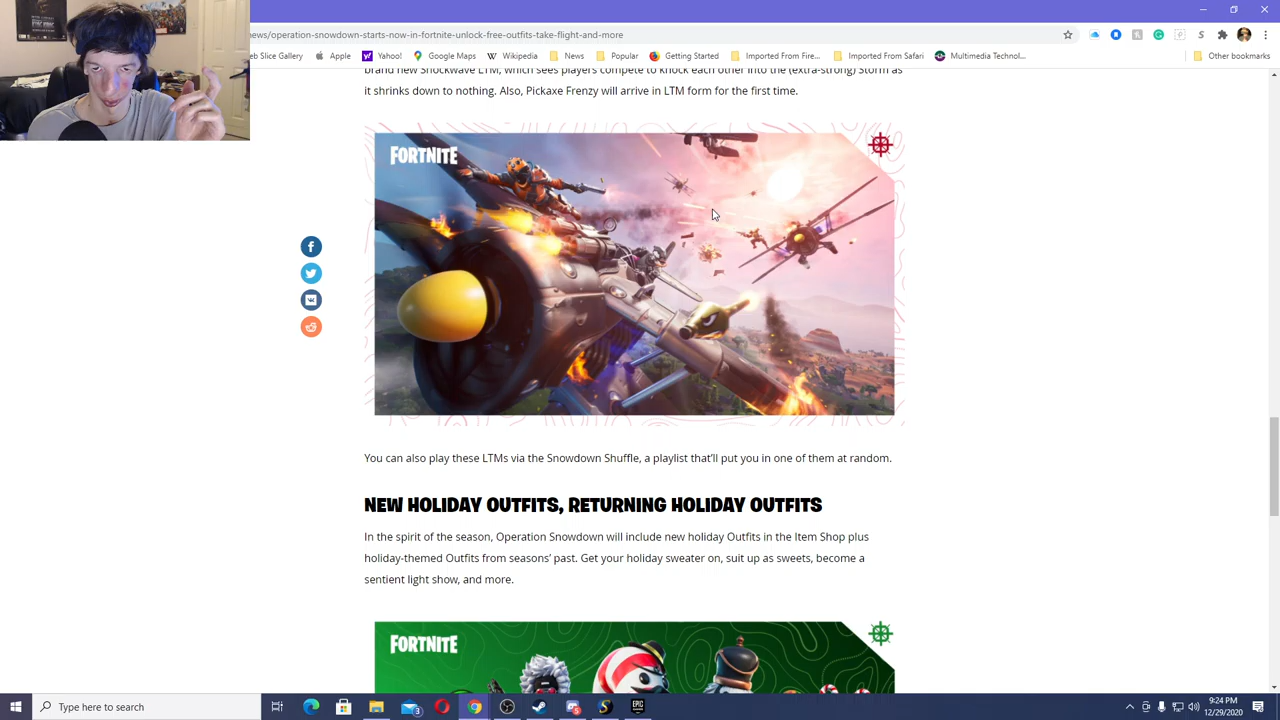 news/operation-snowdown-starts-now-in-fortnite-unlock-free-outfits-take-flight-and-more
eb Slice Gallery Apple Yahoo! Google Maps Wikipedia News Popular Getting Started Imported From Fire... Imported From Safari Multimedia Technol... Other bookmarks
brand new Shockwave LTM, which sees players compete to knock each other into the (extra-strong) Storm as
it shrinks down to nothing. Also, Pickaxe Frenzy will arrive in LTM form for the first time.
FORTNITE
You can also play these LTMs via the Snowdown Shuffle, a playlist that'll put you in one of them at random.
NEW HOLIDAY OUTFITS, RETURNING HOLIDAY OUTFITS
In the spirit of the season, Operation Snowdown will include new holiday Outfits in the Item Shop plus
holiday-themed Outfits from seasons' past. Get your holiday sweater on, suit up as sweets, become a
sentient light show, and more.
FORTNITE
Type here to search
3
5
EPIC
GAMES
9:24 PM
12/29/2020